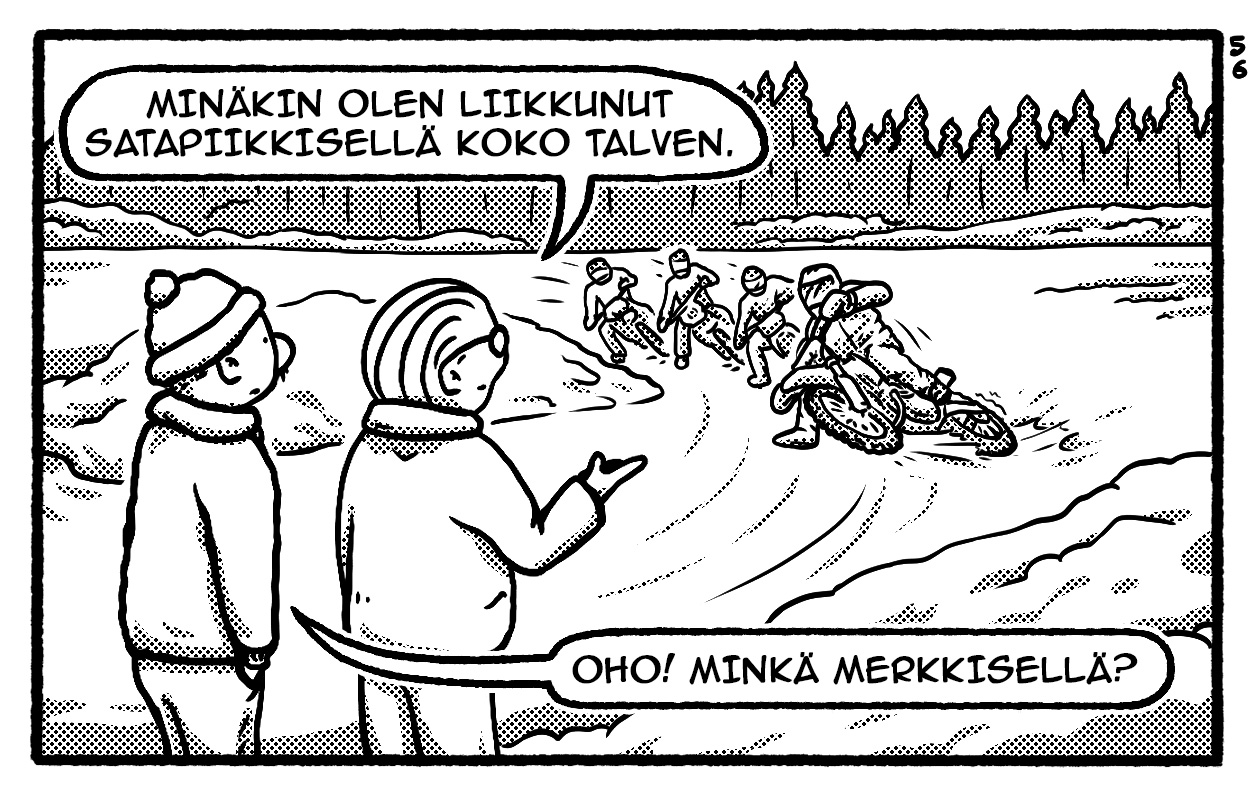 MINÄKIN OLEN LIIKKUNUT
SATAPIIKKISELLÄ KOKO TALVEN.
OHO! MINKÄ MERKKISELLÄ?
5
6